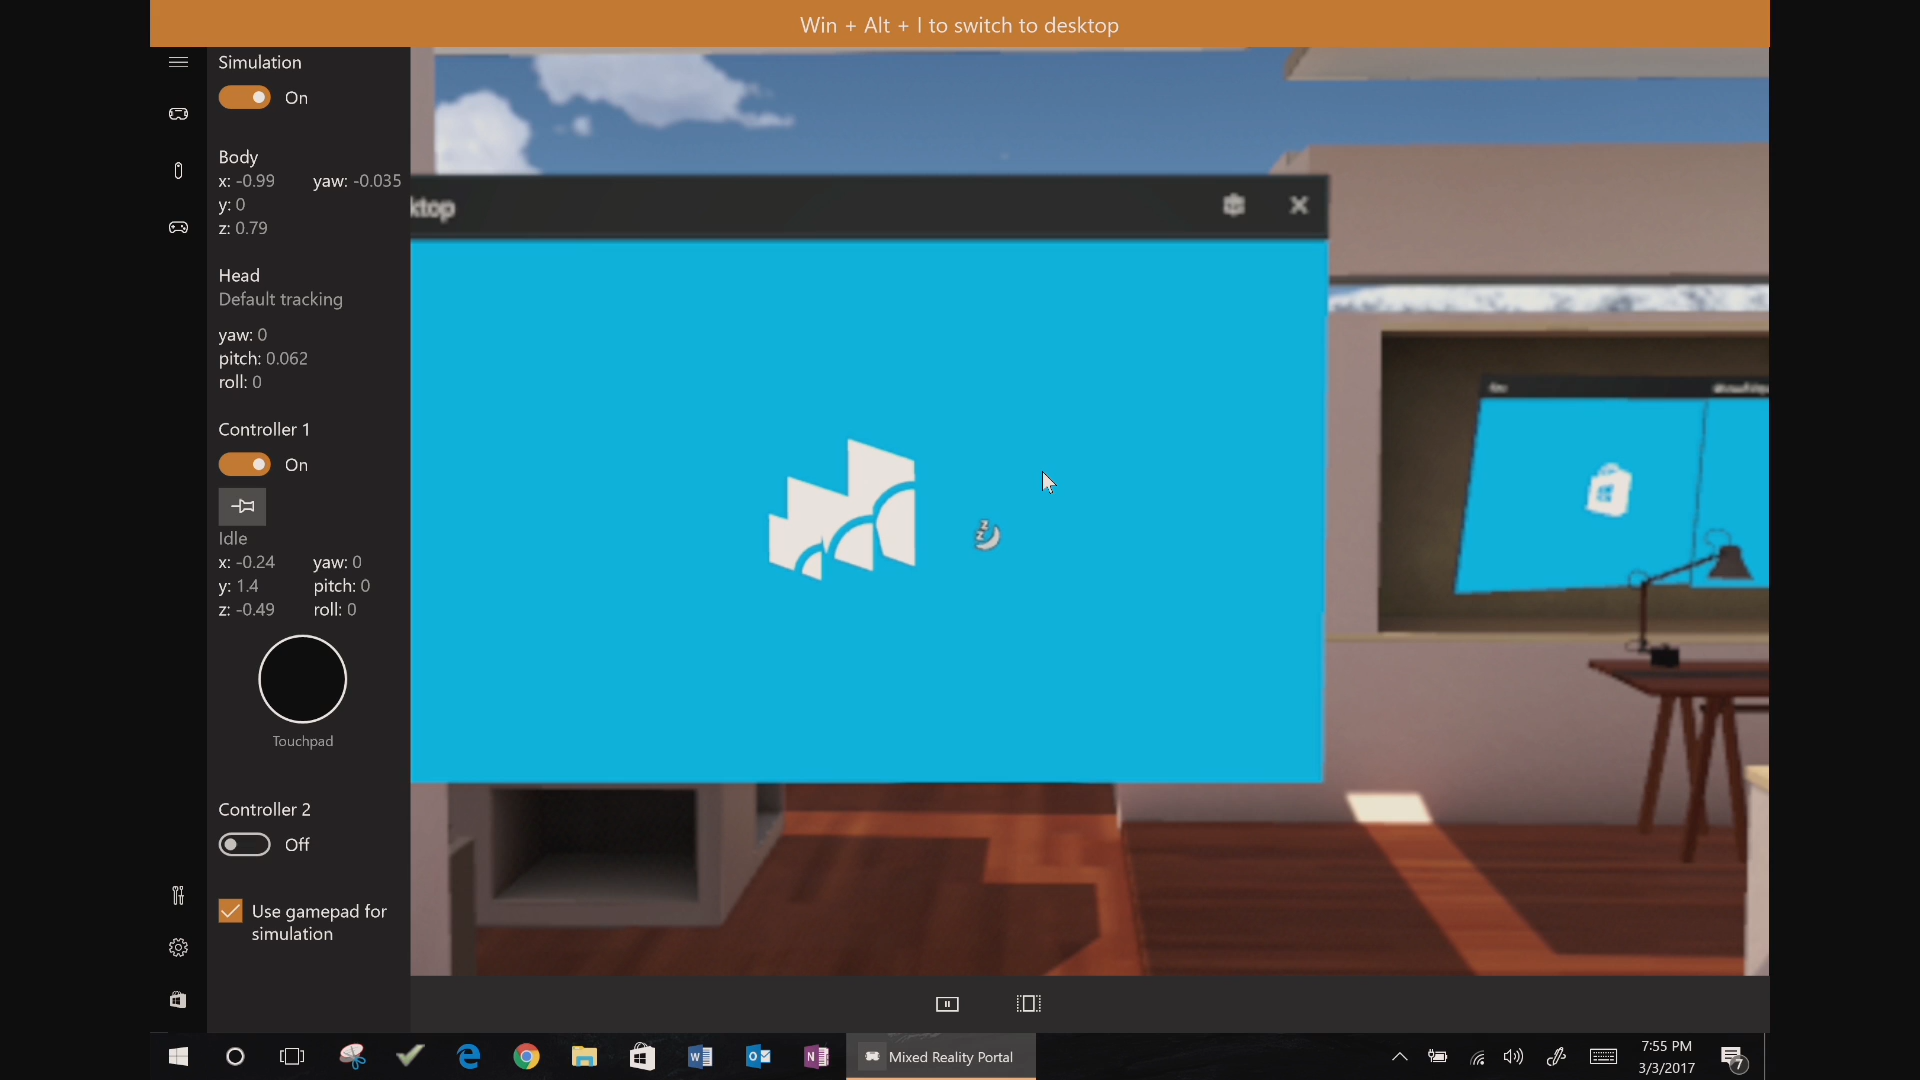 Win + Alt + I to switch to desktop
Simulation
On
Body
x: -0.99 yaw: -0.035
y: 0
z: 0.79
Head
Default tracking
yaw: 0
pitch: 0.062
roll: 0
Controller 1
On
Idle
x: -0.24 yaw: 0
y: 1.4 pitch: 0
z: -0.49 roll: 0
Touchpad
Controller 2
Off
Use gamepad for
simulation
ktop
z
z
Mixed Reality Portal
7:55 PM
3/3/2017
7